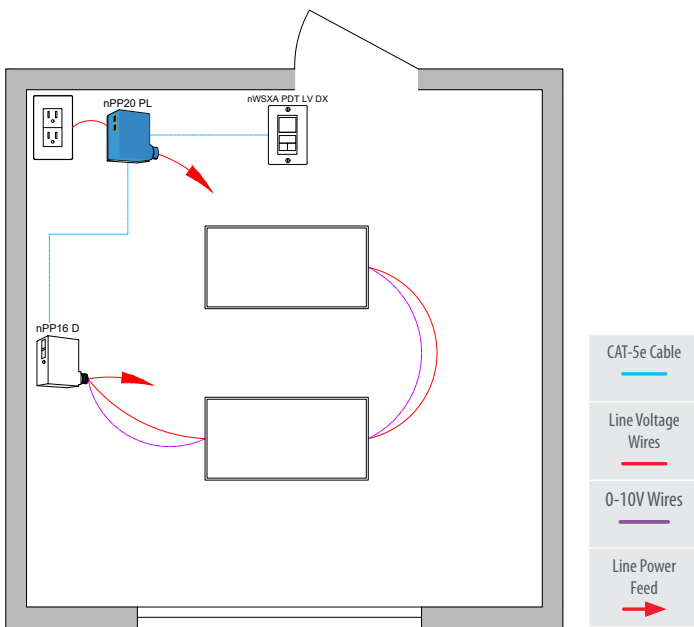 nPP20 PL
nWSXA PDT LV DX
nPP16 D
CAT-5e Cable
Line Voltage
Wires
0-10V Wires
Line Power
Feed